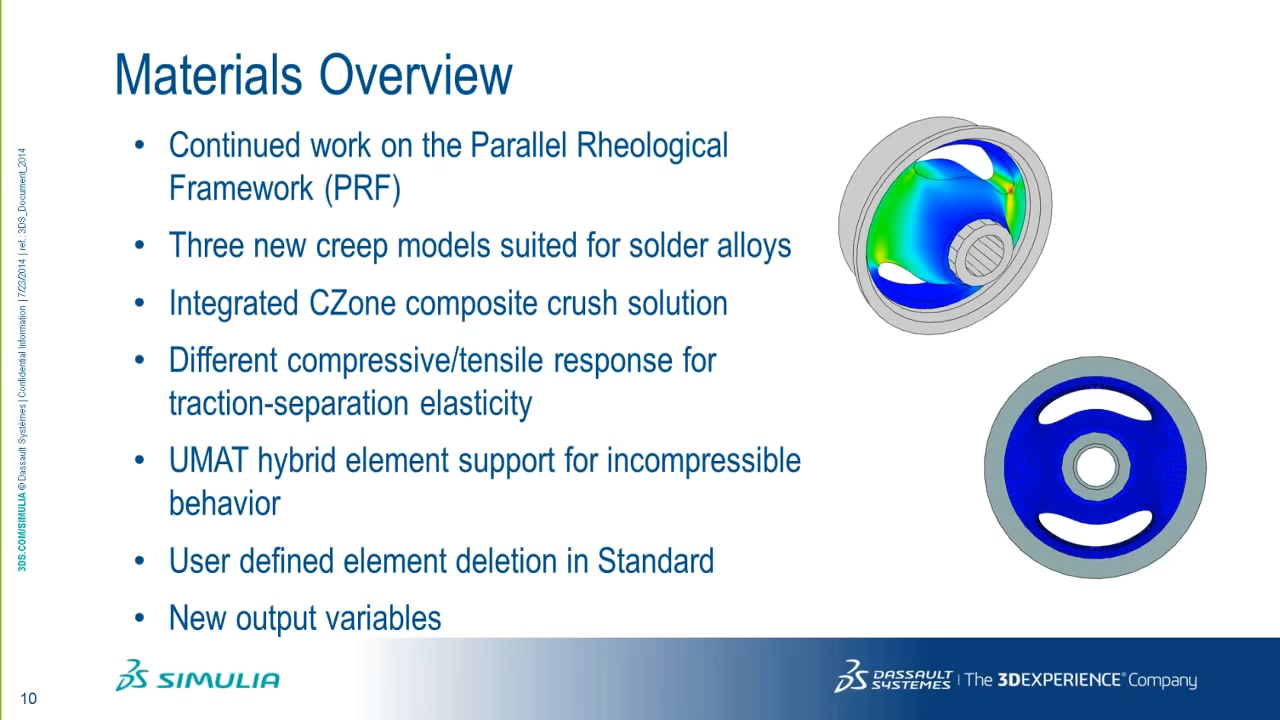 Materials Overview
• Continued work on the Parallel Rheological
Framework (PRF)
• Three new creep models suited for solder alloys
• Integrated CZone composite crush solution
• Different compressive/tensile response for
traction-separation elasticity
• UMAT hybrid element support for incompressible
behavior
• User defined element deletion in Standard
• New output variables
3DS.COM/SIMULIA © Dassault Systèmes | Confidential Information | 7/23/2014 | ref.: 3DS_Document_2014
10
3DS SIMULIA
3DS DASSAULT
SYSTEMES | The 3DEXPERIENCE® Company